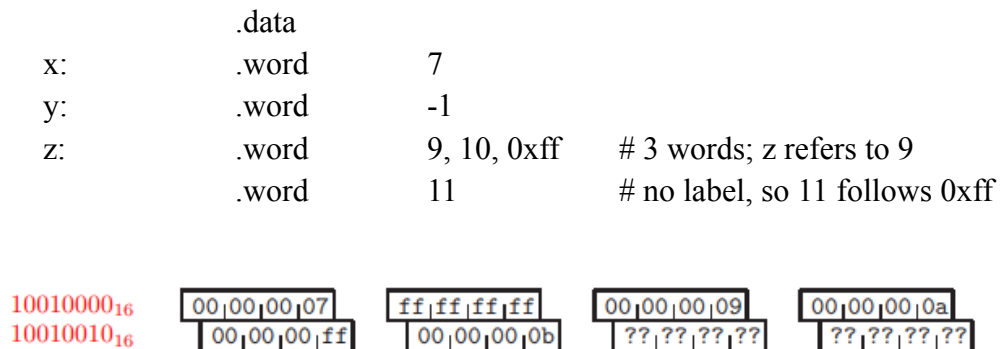 .data
x: .word 7
y: .word -1
z: .word 9, 10, 0xff # 3 words; z refers to 9
.word 11 # no label, so 11 follows 0xff
10010000₁₆ 00 00 00 07 ff ff ff ff 00 00 00 09 00 00 00 0a
10010010₁₆ 00 00 00 ff 00 00 00 0b ?? ?? ?? ?? ?? ?? ?? ??